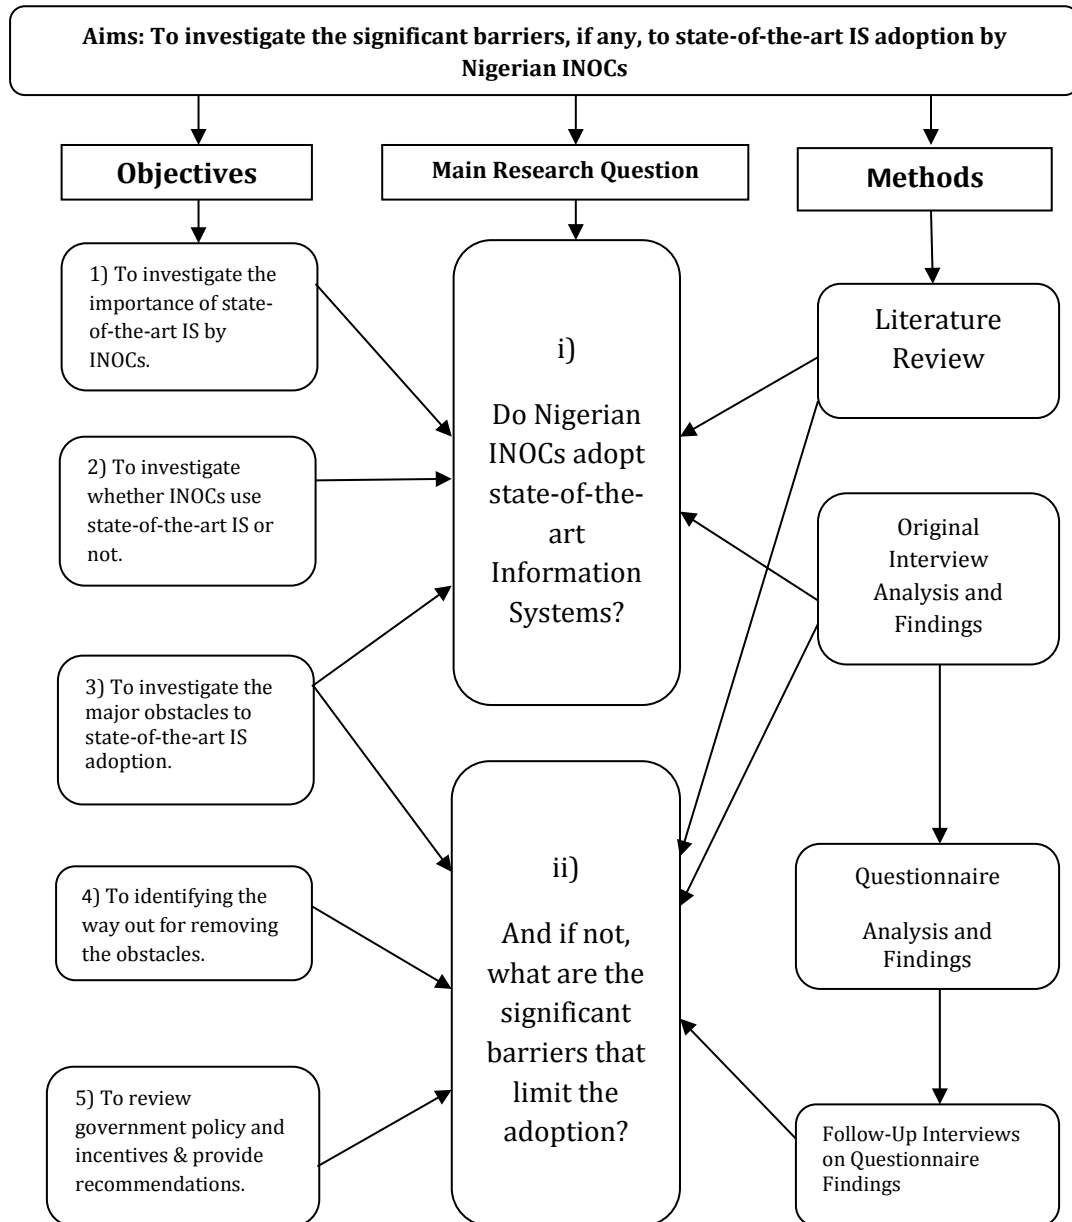 Aims: To investigate the significant barriers, if any, to state-of-the-art IS adoption by
Nigerian INOCs
Objectives
Main Research Question
Methods
1) To investigate the
importance of state-
of-the-art IS by
INOCs.
2) To investigate
whether INOCs use
state-of-the-art IS or
not.
3) To investigate the
major obstacles to
state-of-the-art IS
adoption.
4) To identifying the
way out for removing
the obstacles.
5) To review
government policy and
incentives & provide
recommendations.
i)
Do Nigerian
INOCs adopt
state-of-the-
art
Information
Systems?
ii)
And if not,
what are the
significant
barriers that
limit the
adoption?
Literature
Review
Original
Interview
Analysis and
Findings
Questionnaire
Analysis and
Findings
Follow-Up Interviews
on Questionnaire
Findings